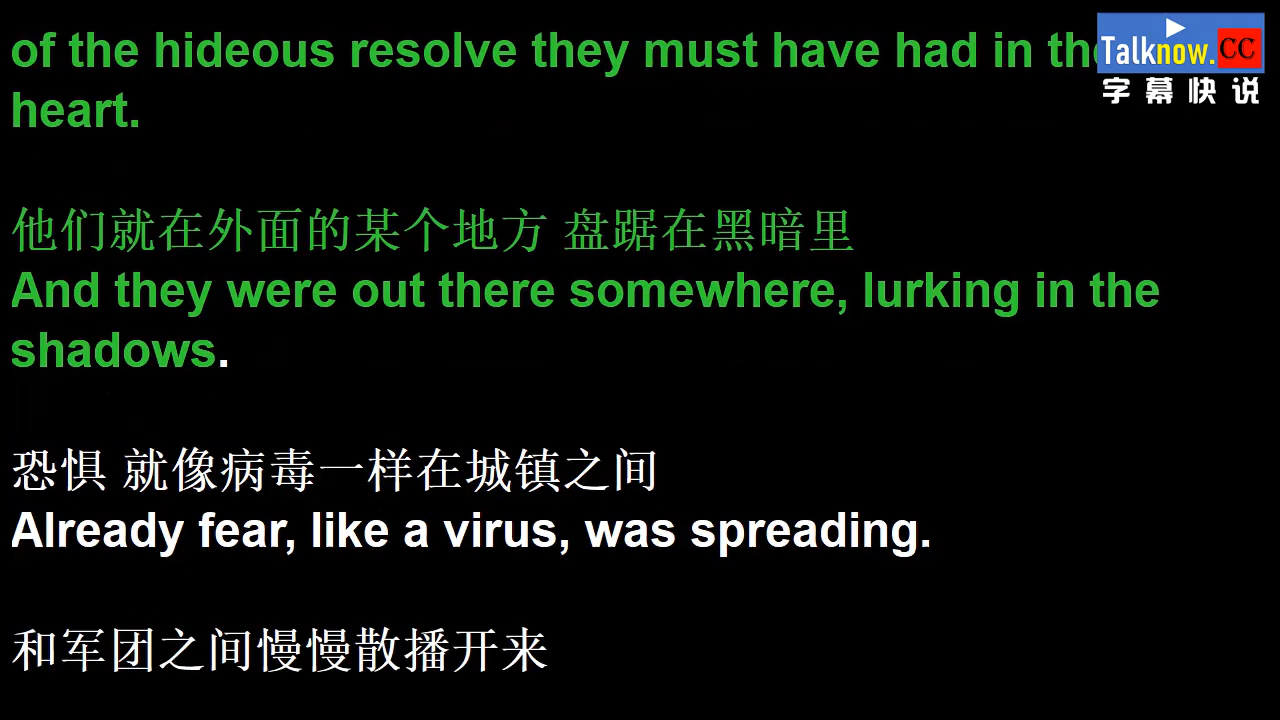 of the hideous resolve they must have had in the
heart.
Talknow.CC
字幕快说
他们就在外面的某个地方 盘踞在黑暗里
And they were out there somewhere, lurking in the
shadows.
恐惧 就像病毒一样在城镇之间
Already fear, like a virus, was spreading.
和军团之间慢慢散播开来